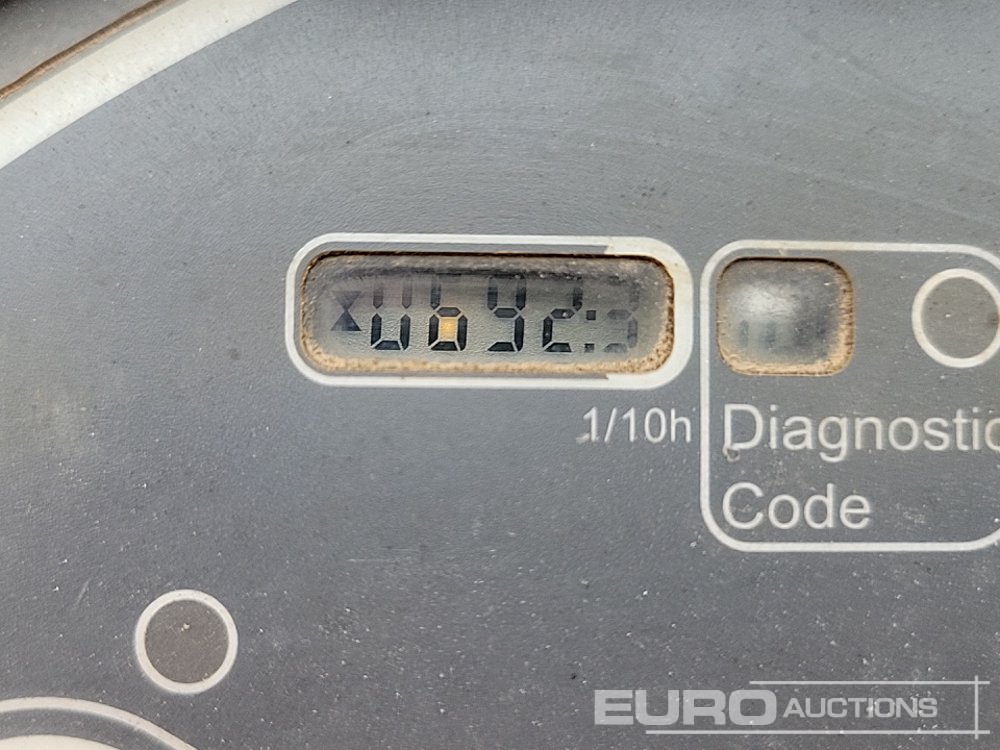 0692:3
1/10h
Diagnostic
Code
EURO AUCTIONS